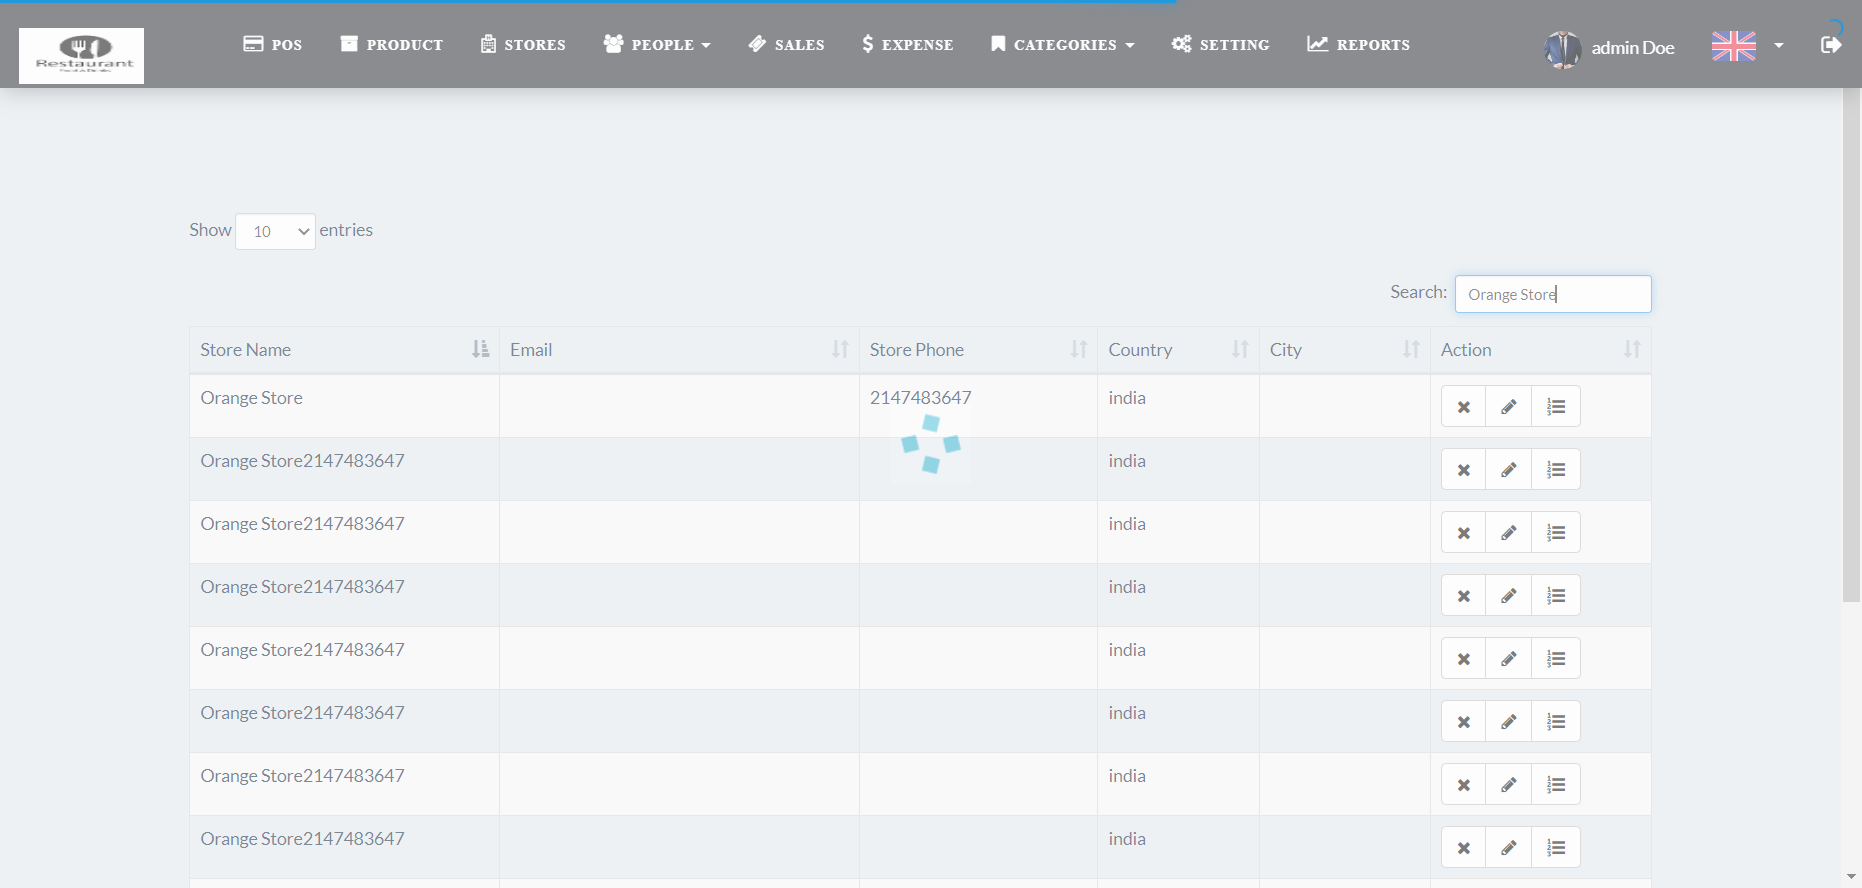 Restaurant
POS PRODUCT STORES PEOPLE SALES EXPENSE CATEGORIES SETTING REPORTS admin Doe
Show 10 entries
Search: Orange Store
Store Name Email Store Phone Country City Action
Orange Store 2147483647 india
Orange Store2147483647 india
Orange Store2147483647 india
Orange Store2147483647 india
Orange Store2147483647 india
Orange Store2147483647 india
Orange Store2147483647 india
Orange Store2147483647 india